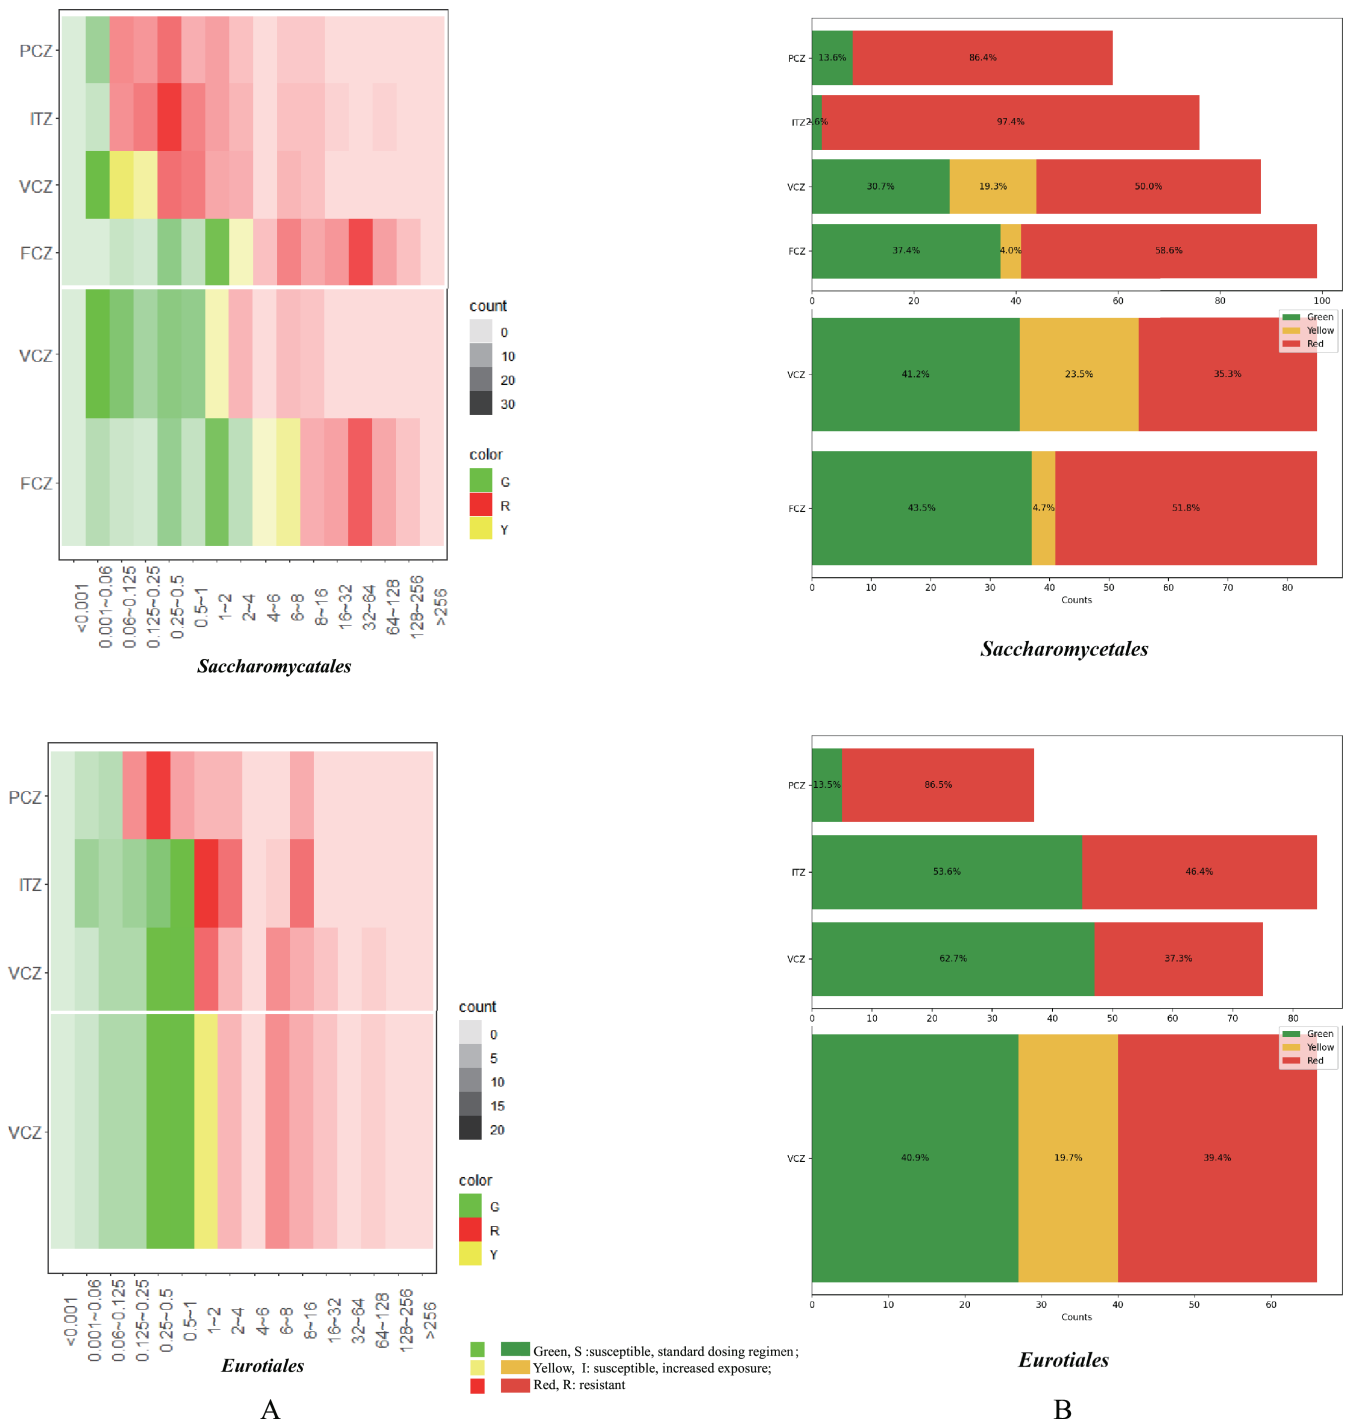 PCZ
ITZ
VCZ
FCZ
VCZ
FCZ
count
0
10
20
30
color
G
R
Y
<0.001
0.001~0.06
0.06~0.125
0.125~0.25
0.25~0.5
0.5~1
1~2
2~4
4~6
6~8
8~16
16~32
32~64
64~128
128~256
>256
Saccharomycatales
PCZ
13.6%
86.4%
ITZ
2.6%
97.4%
VCZ
30.7%
19.3%
50.0%
FCZ
37.4%
4.0%
58.6%
0 20 40 60 80 100
Green
Yellow
Red
VCZ
41.2%
23.5%
35.3%
FCZ
43.5%
4.7%
51.8%
0 10 20 30 40 50 60 70 80
Counts
Saccharomycetales
PCZ
ITZ
VCZ
VCZ
count
0
5
10
15
20
color
G
R
Y
<0.001
0.001~0.06
0.06~0.125
0.125~0.25
0.25~0.5
0.5~1
1~2
2~4
4~6
6~8
8~16
16~32
32~64
64~128
128~256
>256
Eurotiales
PCZ
13.5%
86.5%
ITZ
53.6%
46.4%
VCZ
62.7%
37.3%
0 10 20 30 40 50 60 70 80
Green
Yellow
Red
VCZ
40.9%
19.7%
39.4%
0 10 20 30 40 50 60
Counts
Eurotiales
Green, S :susceptible, standard dosing regimen;
Yellow, I: susceptible, increased exposure;
Red, R: resistant
A
B